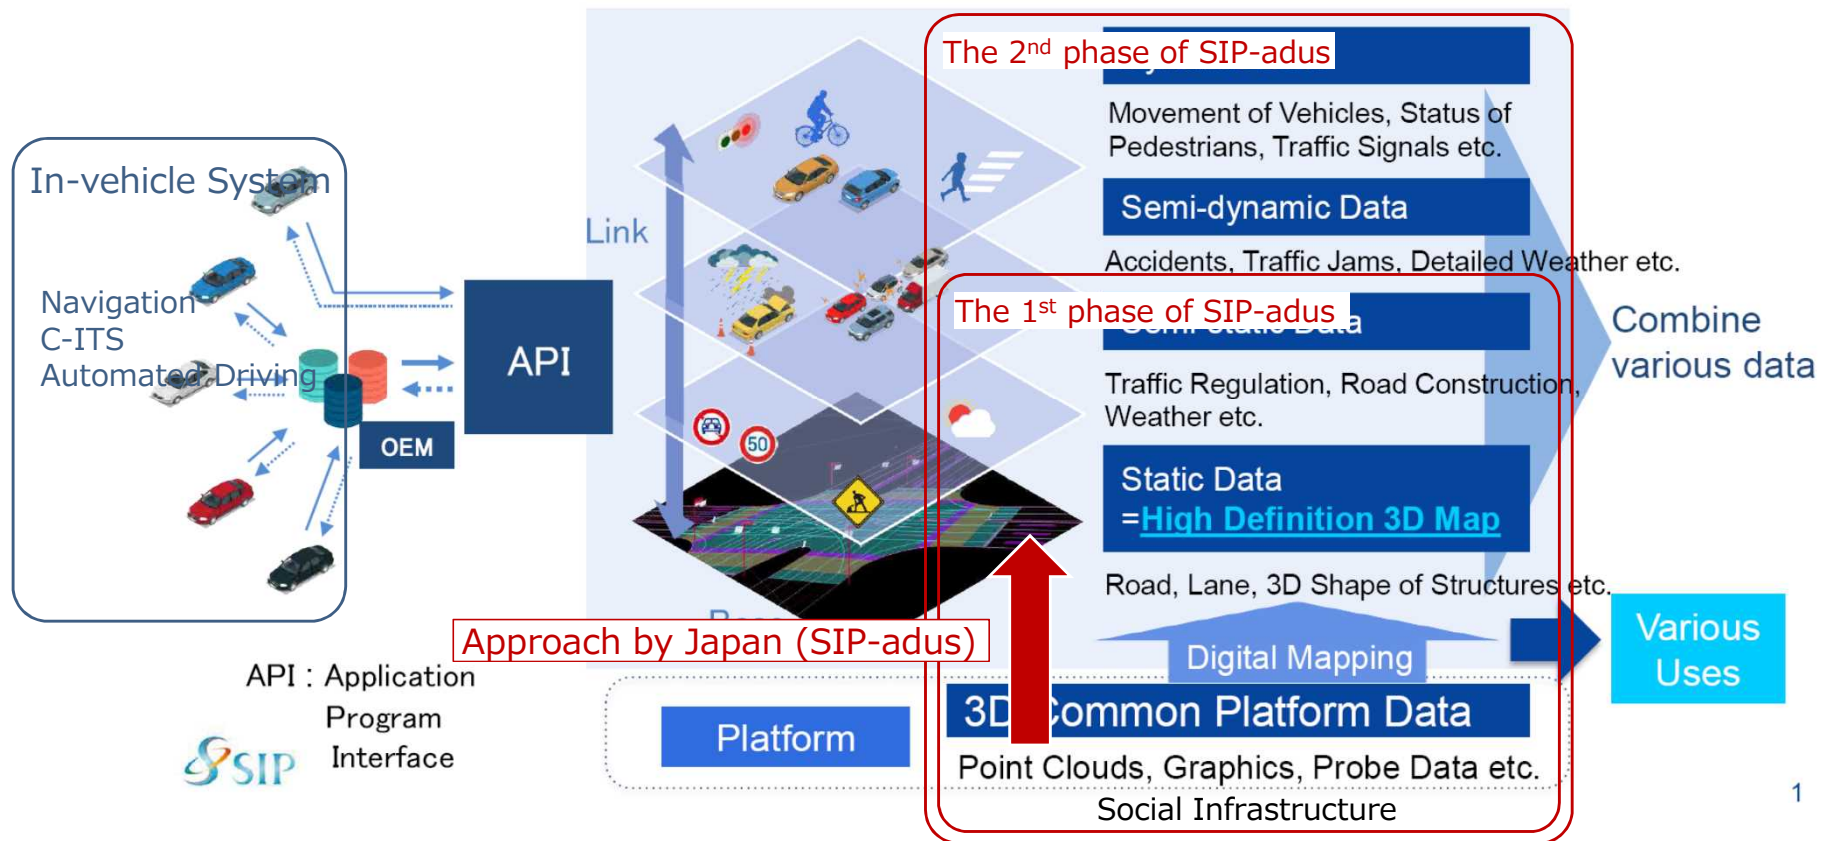 The 2nd phase of SIP-adus
Movement of Vehicles, Status of
Pedestrians, Traffic Signals etc.
In-vehicle System
Semi-dynamic Data
Link
Accidents, Traffic Jams, Detailed Weather etc.
Navigation
C-ITS
Automated Driving
The 1st phase of SIP-adus
Semi-static Data
API
Combine
various data
Traffic Regulation, Road Construction,
Weather etc.
50
OEM
Static Data
=High Definition 3D Map
Road, Lane, 3D Shape of Structures etc.
Approach by Japan (SIP-adus)
Digital Mapping
Various
Uses
API : Application
Program
Interface
SIP
Platform
3D Common Platform Data
Point Clouds, Graphics, Probe Data etc.
Social Infrastructure
1